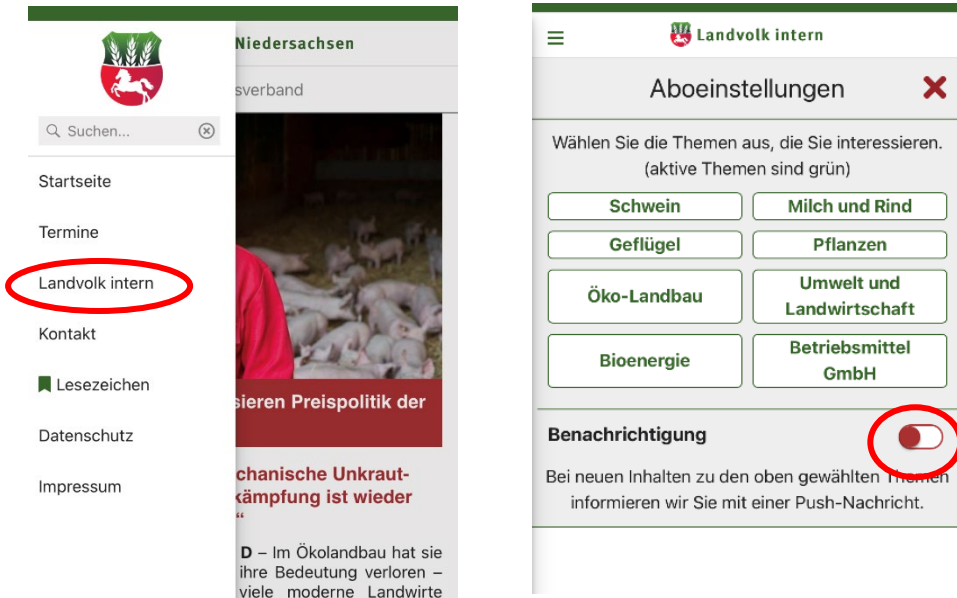 Suchen...
Startseite
Termine
Landvolk intern
Kontakt
Lesezeichen
Datenschutz
Impressum
Niedersachsen
sverband
sieren Preispolitik der
chanische Unkraut-
kämpfung ist wieder
“
D – Im Ökolandbau hat sie
ihre Bedeutung verloren –
viele moderne Landwirte
Landvolk intern
Aboeinstellungen
Wählen Sie die Themen aus, die Sie interessieren.
(aktive Themen sind grün)
Schwein
Milch und Rind
Geflügel
Pflanzen
Öko-Landbau
Umwelt und
Landwirtschaft
Bioenergie
Betriebsmittel
GmbH
Benachrichtigung
Bei neuen Inhalten zu den oben gewählten Themen
informieren wir Sie mit einer Push-Nachricht.